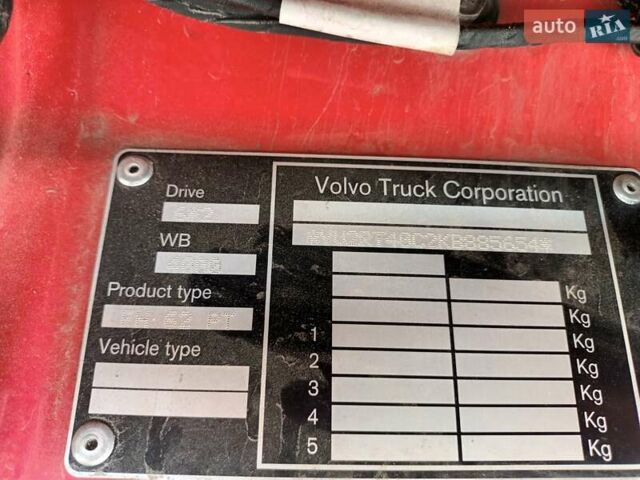 auto RIA.com
Volvo Truck Corporation
Drive
WB
Product type
Vehicle type
Kg
Kg
1 Kg
2 Kg
3 Kg
4 Kg
5 Kg